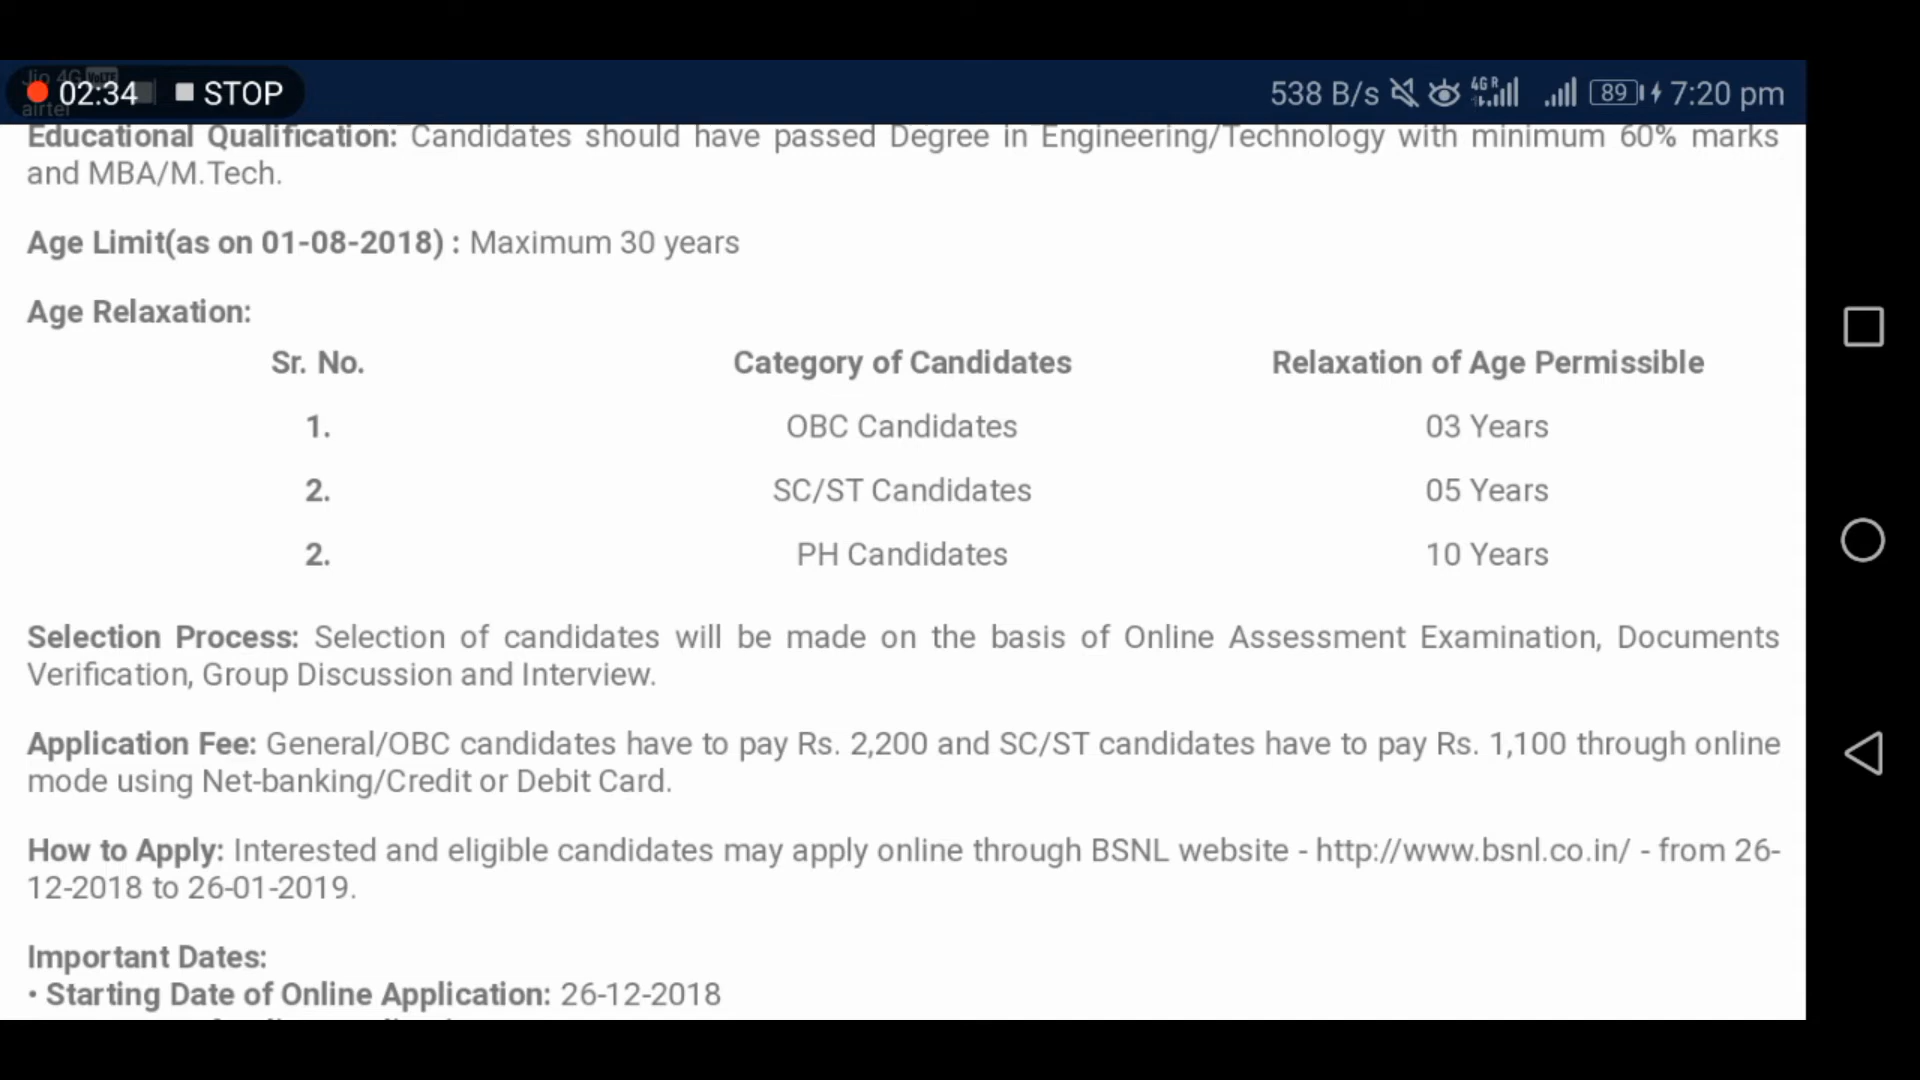 Jio 4G VoLTE
airtel
02:34 STOP
538 B/s 4G R 89 7:20 pm
Educational Qualification: Candidates should have passed Degree in Engineering/Technology with minimum 60% marks
and MBA/M.Tech.
Age Limit(as on 01-08-2018) : Maximum 30 years
Age Relaxation:
Sr. No. Category of Candidates Relaxation of Age Permissible
1. OBC Candidates 03 Years
2. SC/ST Candidates 05 Years
2. PH Candidates 10 Years
Selection Process: Selection of candidates will be made on the basis of Online Assessment Examination, Documents
Verification, Group Discussion and Interview.
Application Fee: General/OBC candidates have to pay Rs. 2,200 and SC/ST candidates have to pay Rs. 1,100 through online
mode using Net-banking/Credit or Debit Card.
How to Apply: Interested and eligible candidates may apply online through BSNL website - http://www.bsnl.co.in/ - from 26-
12-2018 to 26-01-2019.
Important Dates:
• Starting Date of Online Application: 26-12-2018